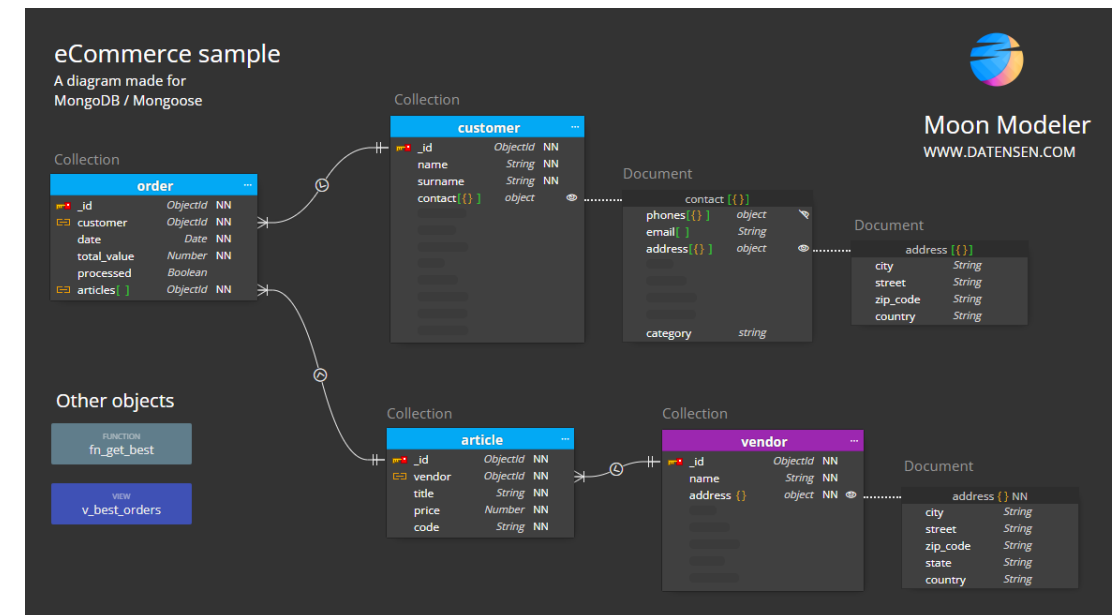 eCommerce sample
A diagram made for
MongoDB / Mongoose
Moon Modeler
WWW.DATENSEN.COM
Collection
order ...
_id ObjectId NN
customer ObjectId NN
date Date NN
total_value Number NN
processed Boolean
articles[ ] ObjectId NN
Collection
customer ...
_id ObjectId NN
name String NN
surname String NN
contact[{} ] object
Document
contact [{}]
phones[{} ] object
email[ ] String
address[{} ] object
category string
Document
address [{}]
city String
street String
zip_code String
country String
Other objects
FUNCTION
fn_get_best
VIEW
v_best_orders
Collection
article ...
_id ObjectId NN
vendor ObjectId NN
title String NN
price Number NN
code String NN
Collection
vendor ...
_id ObjectId NN
name String NN
address {} object NN
Document
address {} NN
city String
street String
zip_code String
state String
country String